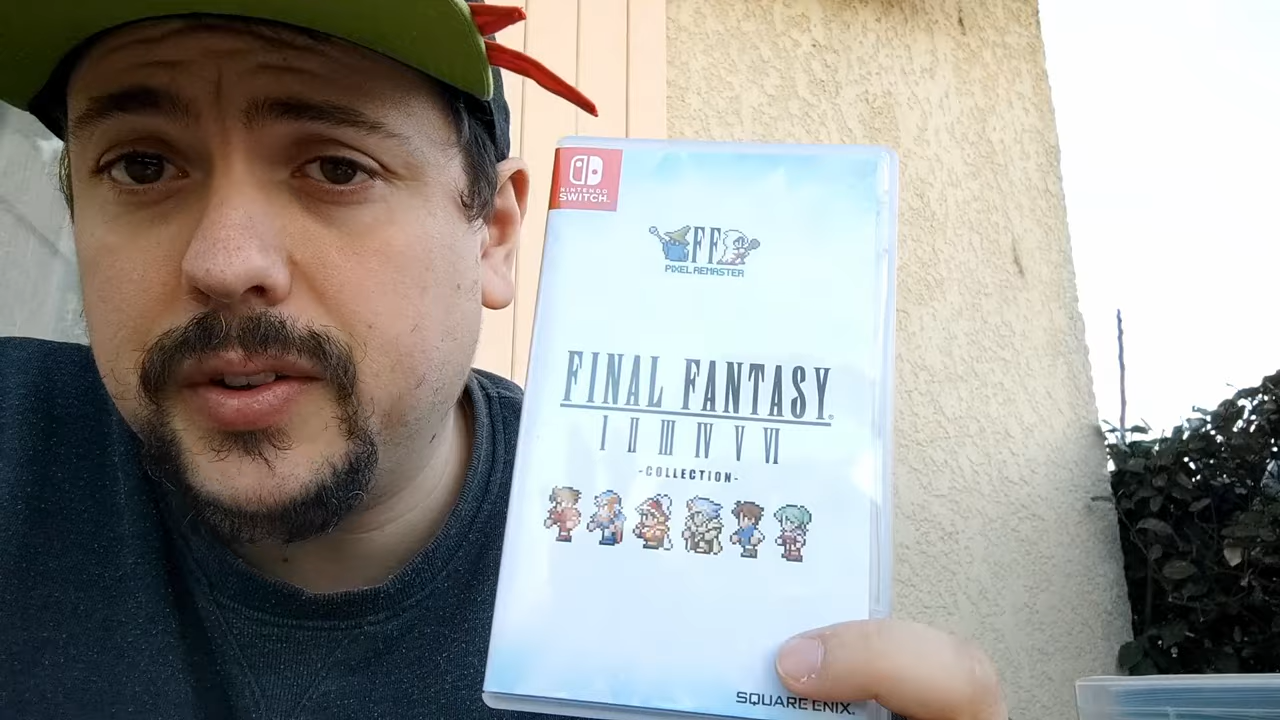 NINTENDO
SWITCH
FF
PIXEL REMASTER
FINAL FANTASY®
I II III IV V VI
-COLLECTION-
SQUARE ENIX.